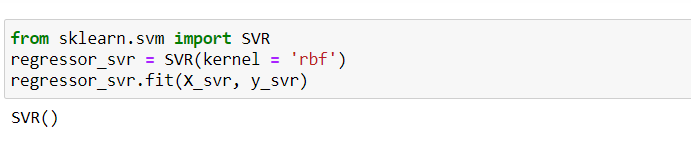 from sklearn.svm import SVR
regressor_svr = SVR(kernel = 'rbf')
regressor_svr.fit(X_svr, y_svr)
SVR()